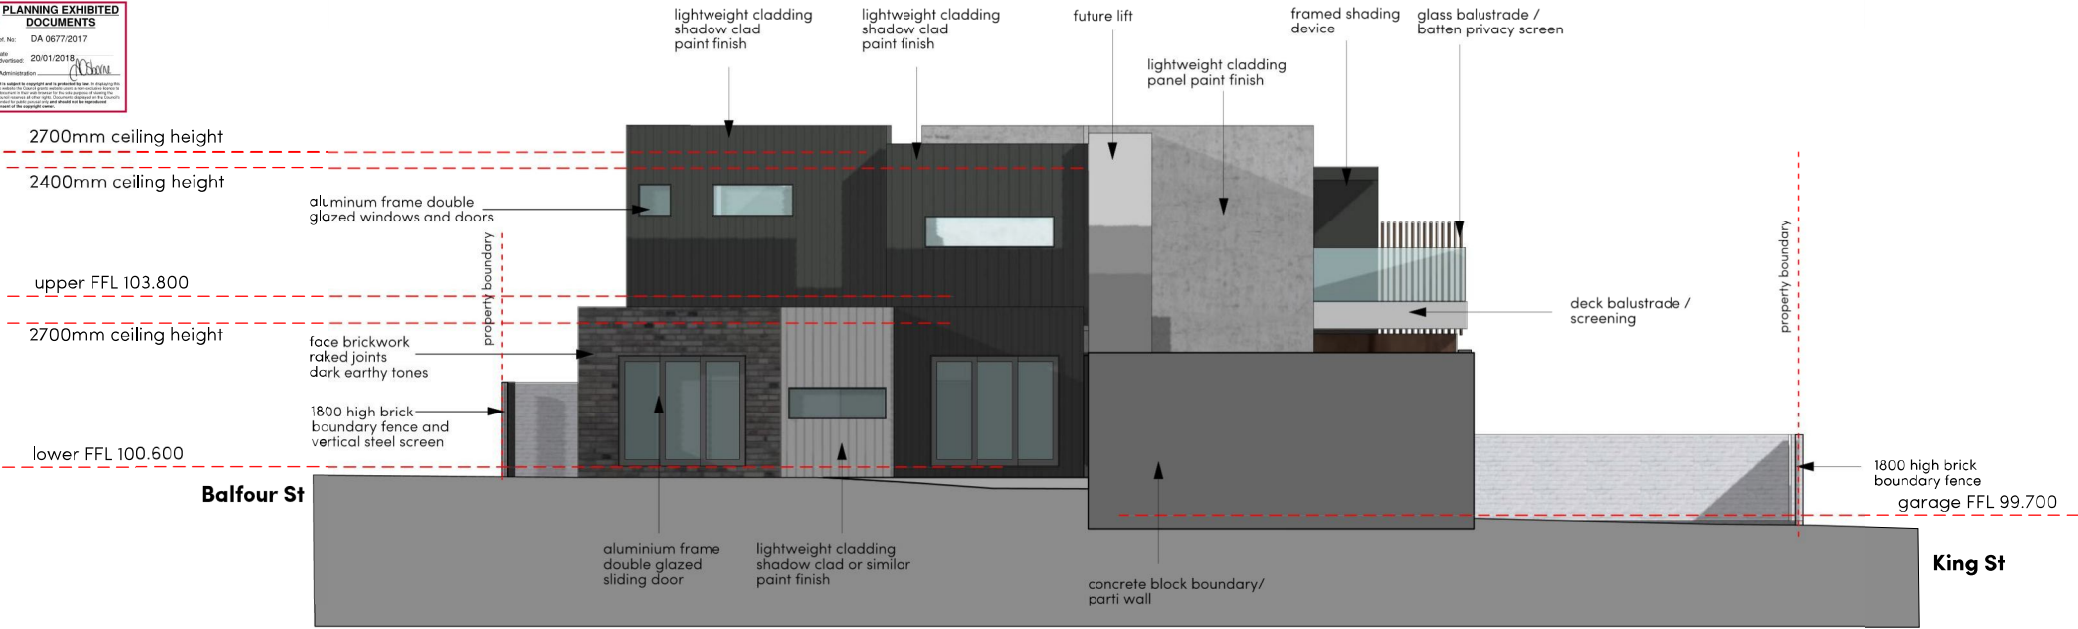 PLANNING EXHIBITED
DOCUMENTS
DA 0677/2017
20/01/2018
Administration
lightweight cladding
shadow clad
paint finish
lightweight cladding
shadow clad
paint finish
future lift
framed shading
device
glass balustrade /
batten privacy screen
lightweight cladding
panel paint finish
2700mm ceiling height
2400mm ceiling height
aluminum frame double
glazed windows and doors
property boundary
property boundary
upper FFL 103.800
2700mm ceiling height
deck balustrade /
screening
face brickwork
raked joints
dark earthy tones
1800 high brick
boundary fence and
vertical steel screen
lower FFL 100.600
Balfour St
1800 high brick
boundary fence
garage FFL 99.700
aluminium frame
double glazed
sliding door
lightweight cladding
shadow clad or similar
paint finish
concrete block boundary/
parti wall
King St